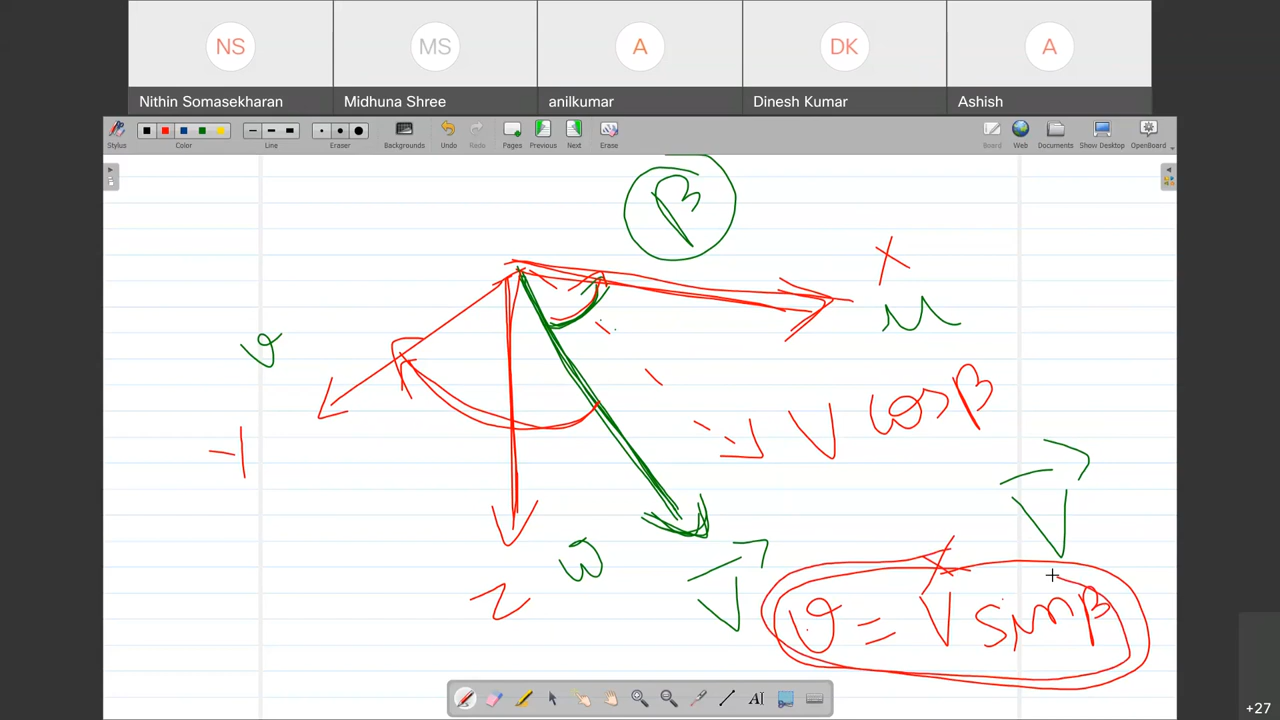 NS MS A DK A
Nithin Somasekharan Midhuna Shree anilkumar Dinesh Kumar Ashish
Stylus Color Line Eraser Backgrounds Undo Redo Pages Previous Next Erase Board Web Documents Show Desktop OpenBoard
β
X
u
v
V cosβ
V
w
V
Z
v = V sinβ
+27